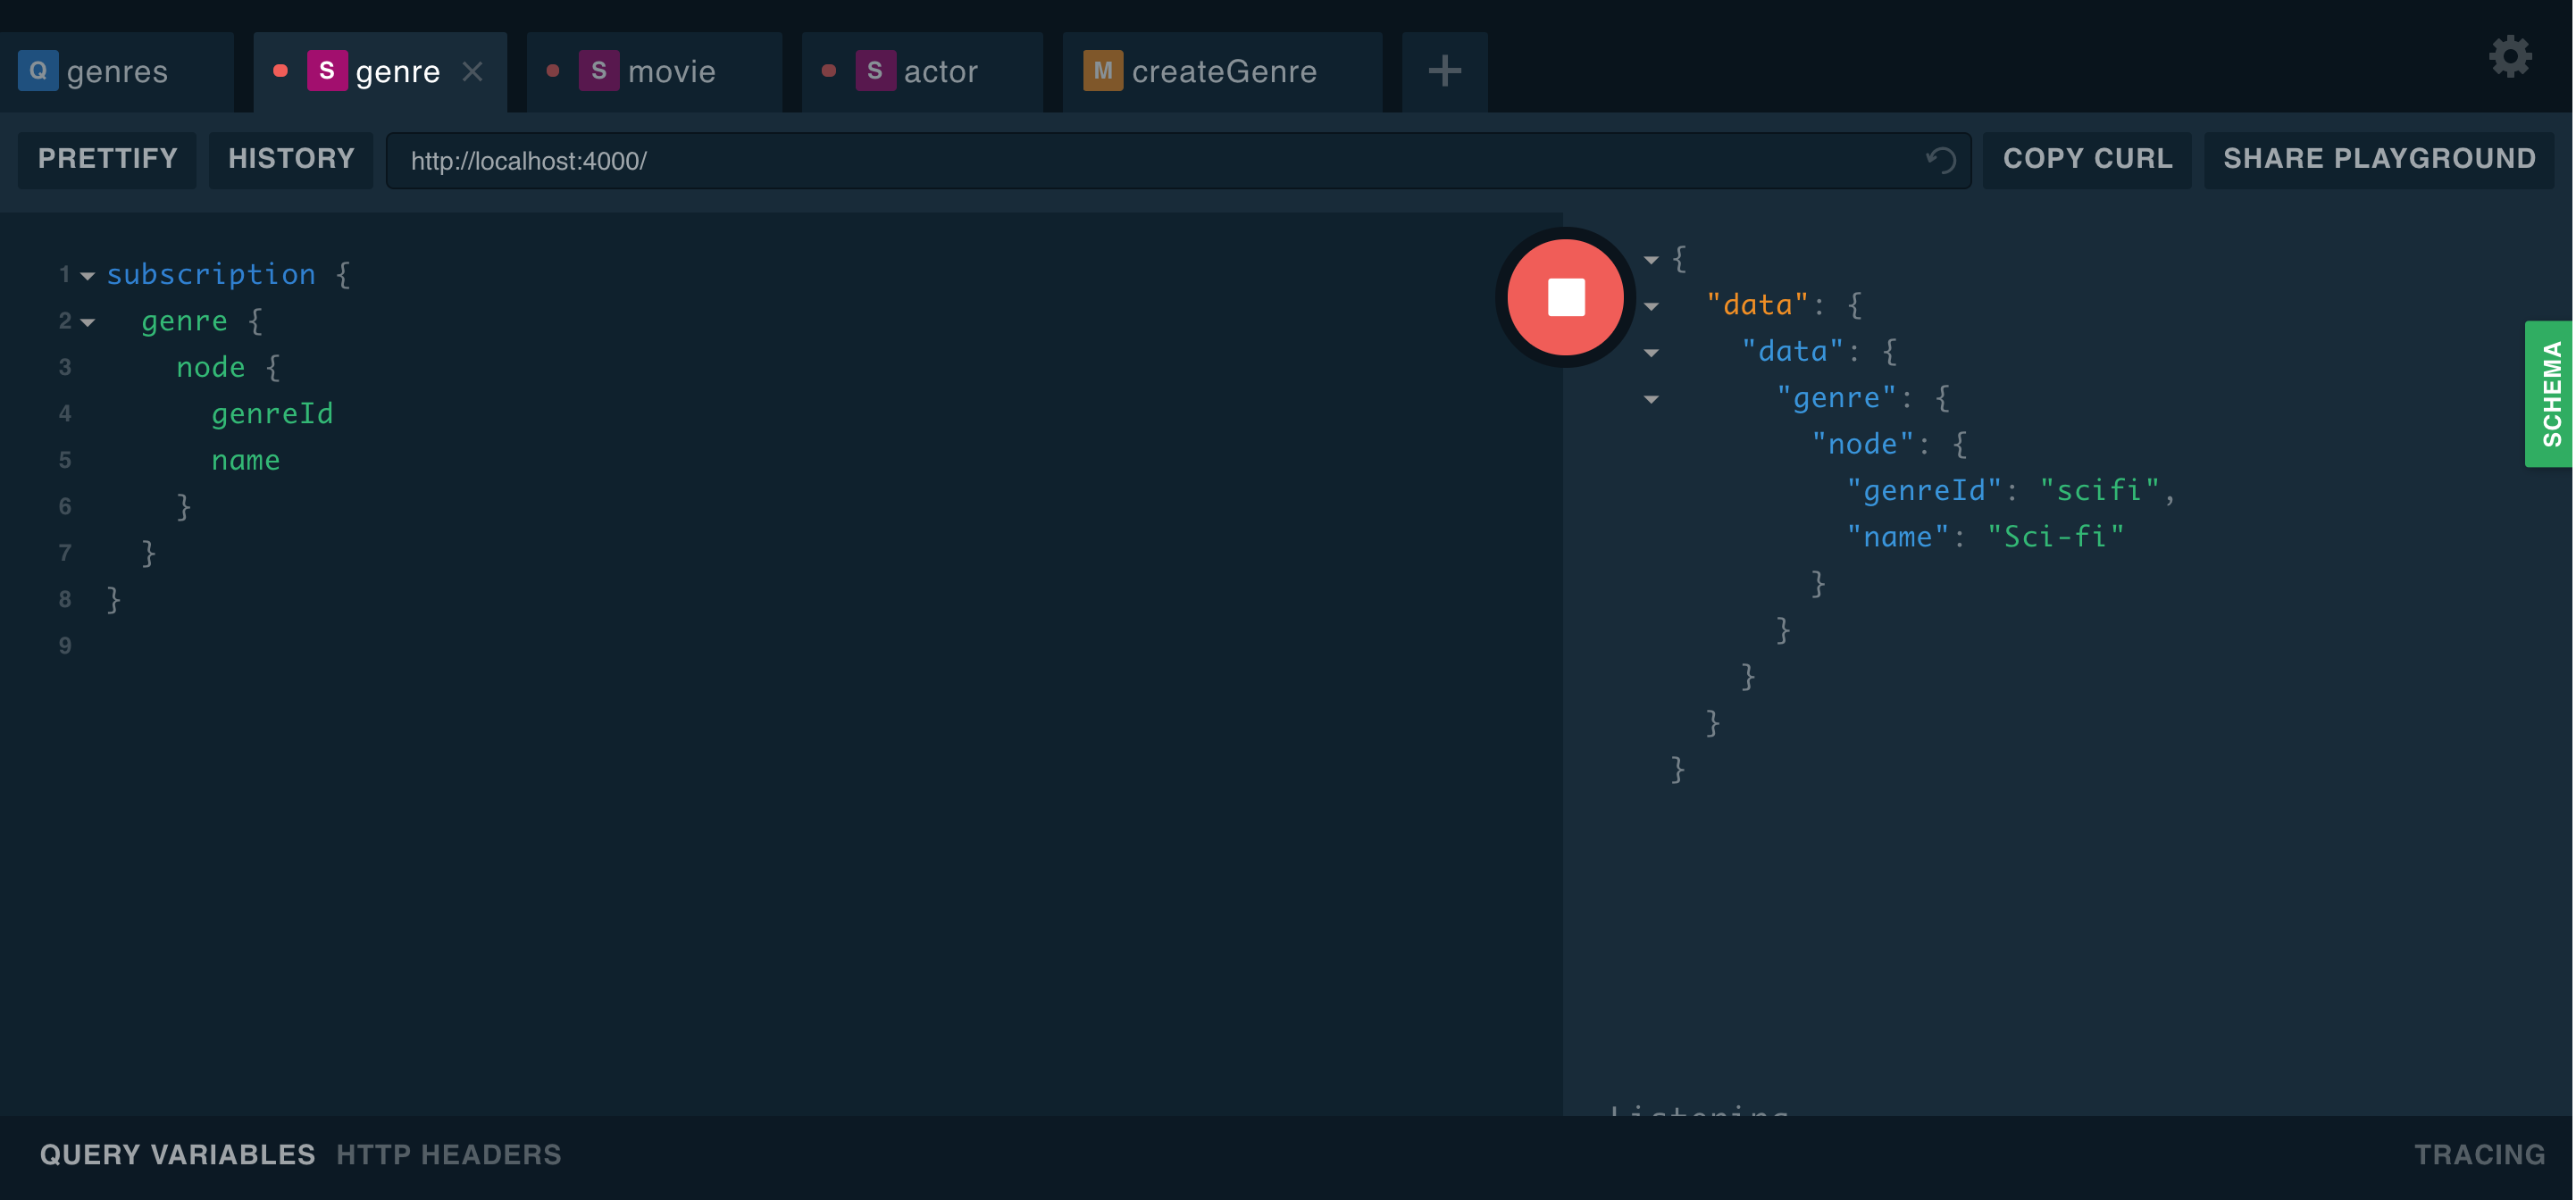 Q genres S genre S movie S actor M createGenre +
PRETTIFY HISTORY http://localhost:4000/ COPY CURL SHARE PLAYGROUND
1 subscription {
2 genre {
3 node {
4 genreId
5 name
6 }
7 }
8 }
9
{
"data": {
"data": {
"genre": {
"node": {
"genreId": "scifi",
"name": "Sci-fi"
}
}
}
}
}
SCHEMA
Listening
QUERY VARIABLES HTTP HEADERS TRACING